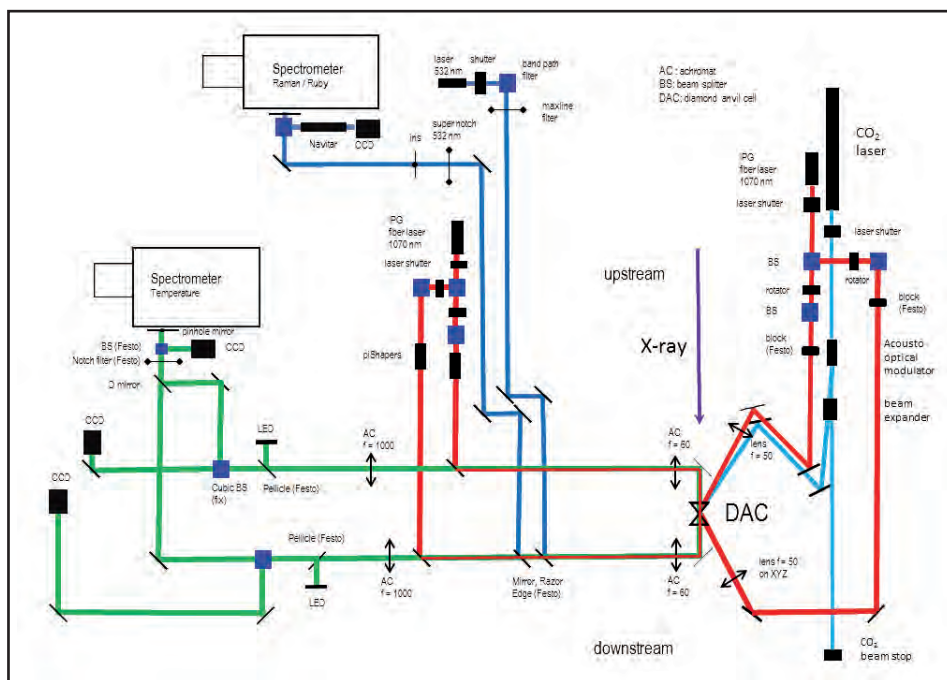 Spectrometer
Raman / Ruby
Navitar
CCD
iris
super notch
532 nm
laser
532 nm
shutter
band path
filter
maxline
filter
AC: achromat
BS: beam splitter
DAC: diamond anvil cell
CO₂
laser
IPG
fiber laser
1070 nm
laser shutter
laser shutter
BS
rotator
rotator
BS
block
(Festo)
block
(Festo)
Acousto
optical
modulator
beam
expander
IPG
fiber laser
1070 nm
laser shutter
piShapers
upstream
X-ray
Spectrometer
Temperature
pinhole mirror
BS (Festo)
CCD
Notch filter (Festo)
D mirror
CCD
LED
AC
f = 1000
AC
f = 60
lens
f = 50
Cubic BS
(fix)
Pellicle (Festo)
CCD
DAC
Pellicle (Festo)
LED
AC
f = 1000
Mirror, Razor
Edge (Festo)
AC
f = 60
lens f = 50
on XYZ
downstream
CO₂
beam stop